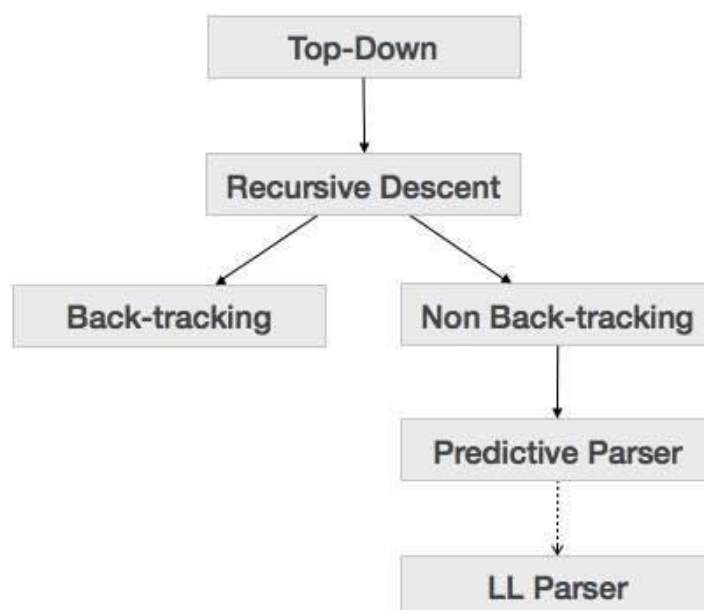 Top-Down
Recursive Descent
Back-tracking
Non Back-tracking
Predictive Parser
LL Parser